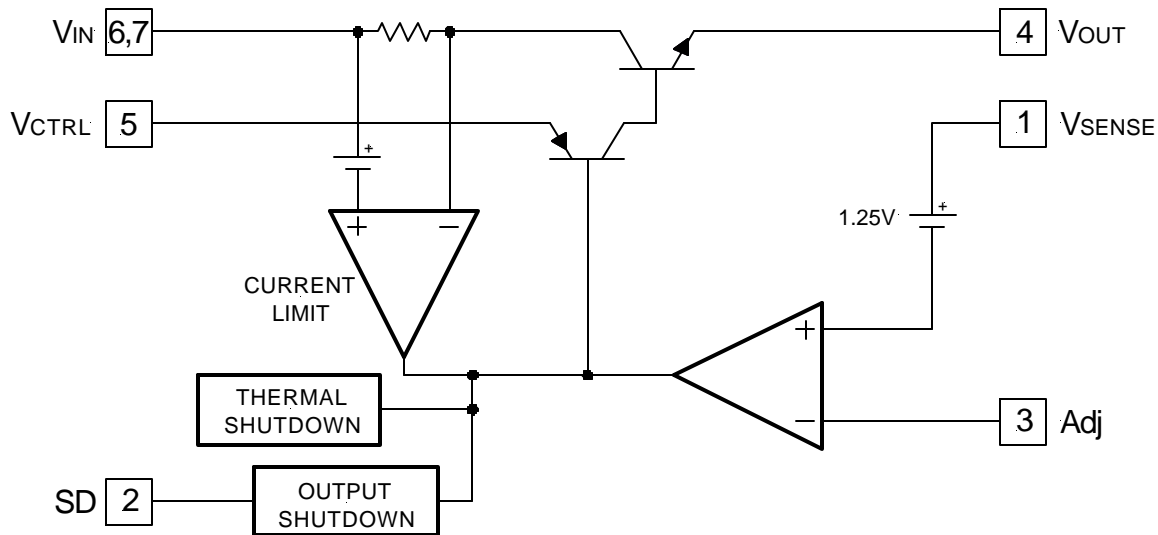 VIN 6,7
4 VOUT
VCTRL 5
1 VSENSE
+
+
1.25V
+ −
CURRENT
LIMIT
+
−
THERMAL
SHUTDOWN
3 Adj
SD 2
OUTPUT
SHUTDOWN